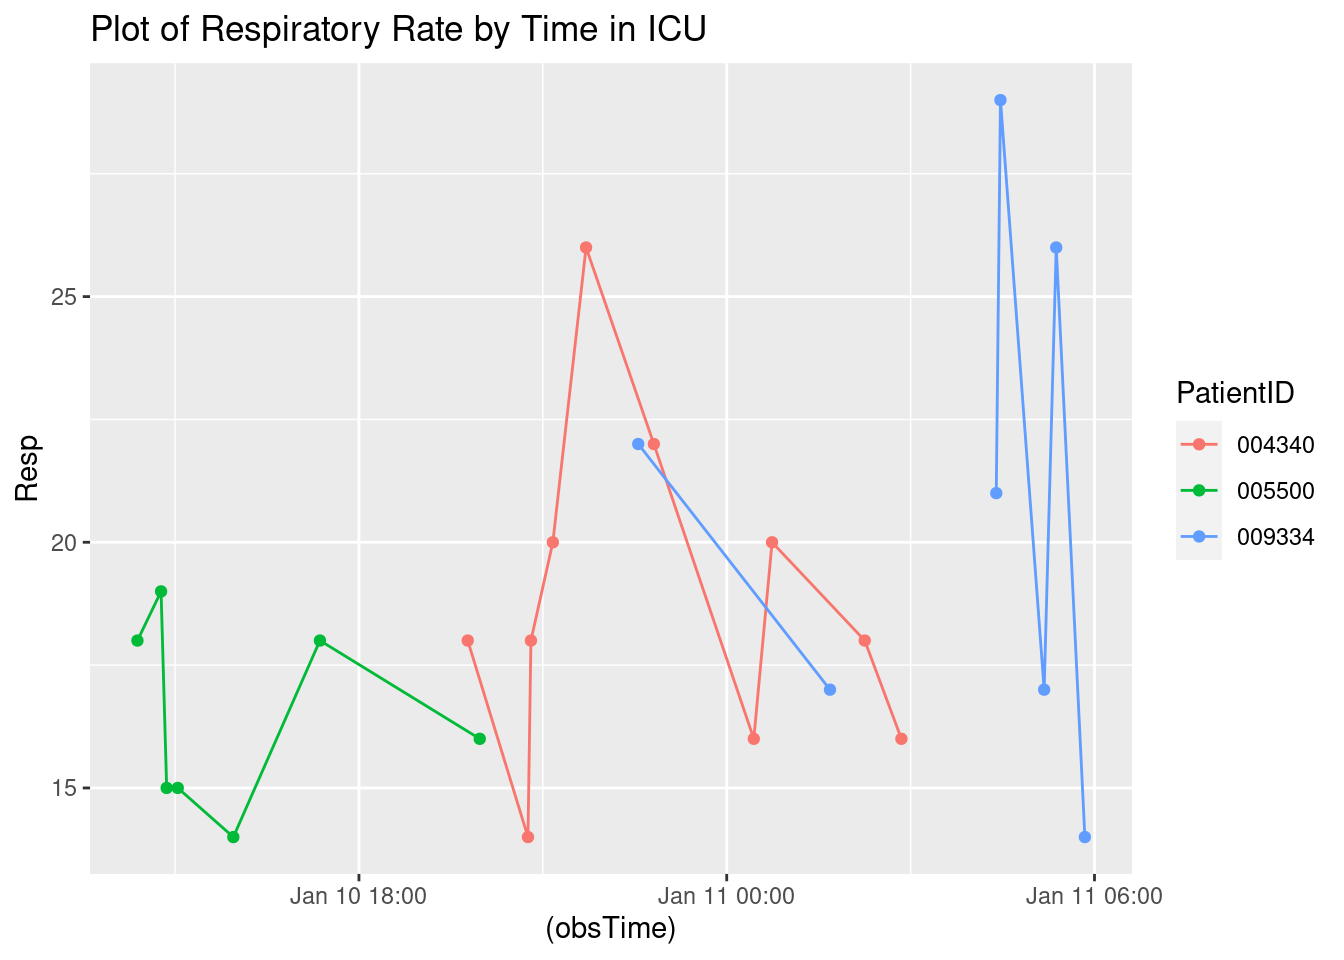 Plot of Respiratory Rate by Time in ICU
Resp
25
20
15
Jan 10 18:00
Jan 11 00:00
Jan 11 06:00
(obsTime)
PatientID
004340
005500
009334